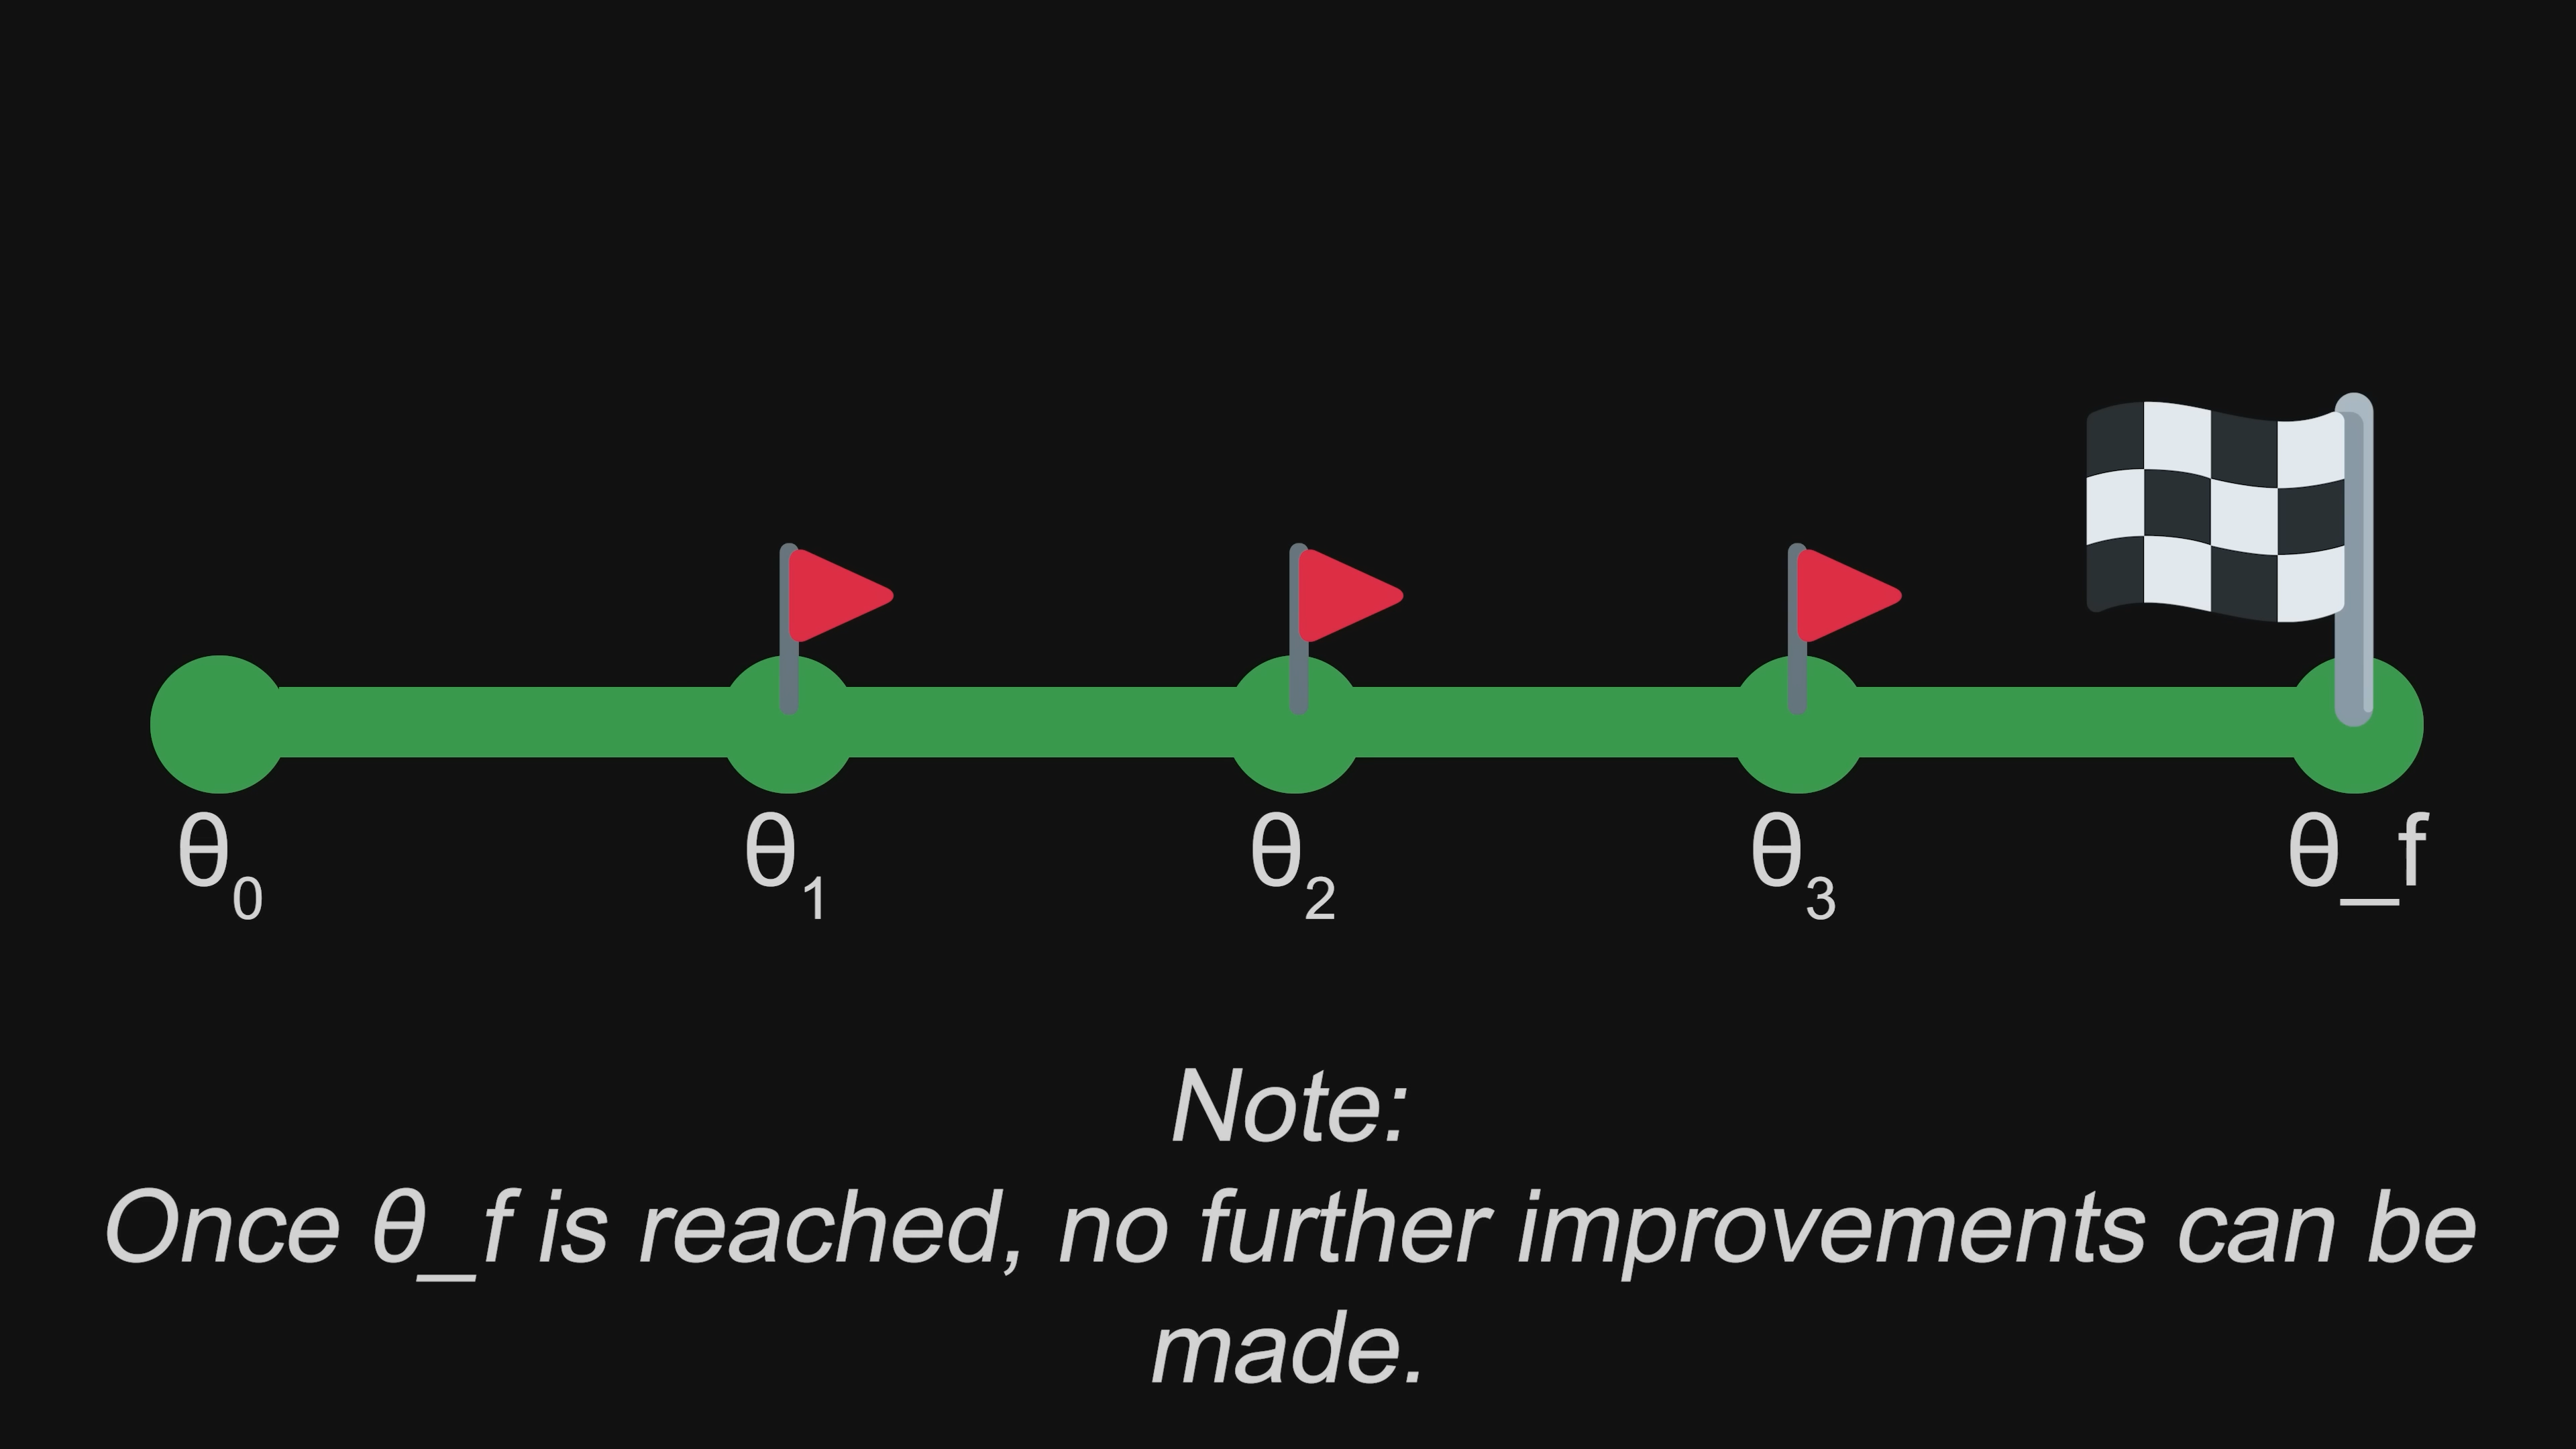 θ₀
θ₁
θ₂
θ₃
θ_f
Note:
Once θ_f is reached, no further improvements can be
made.